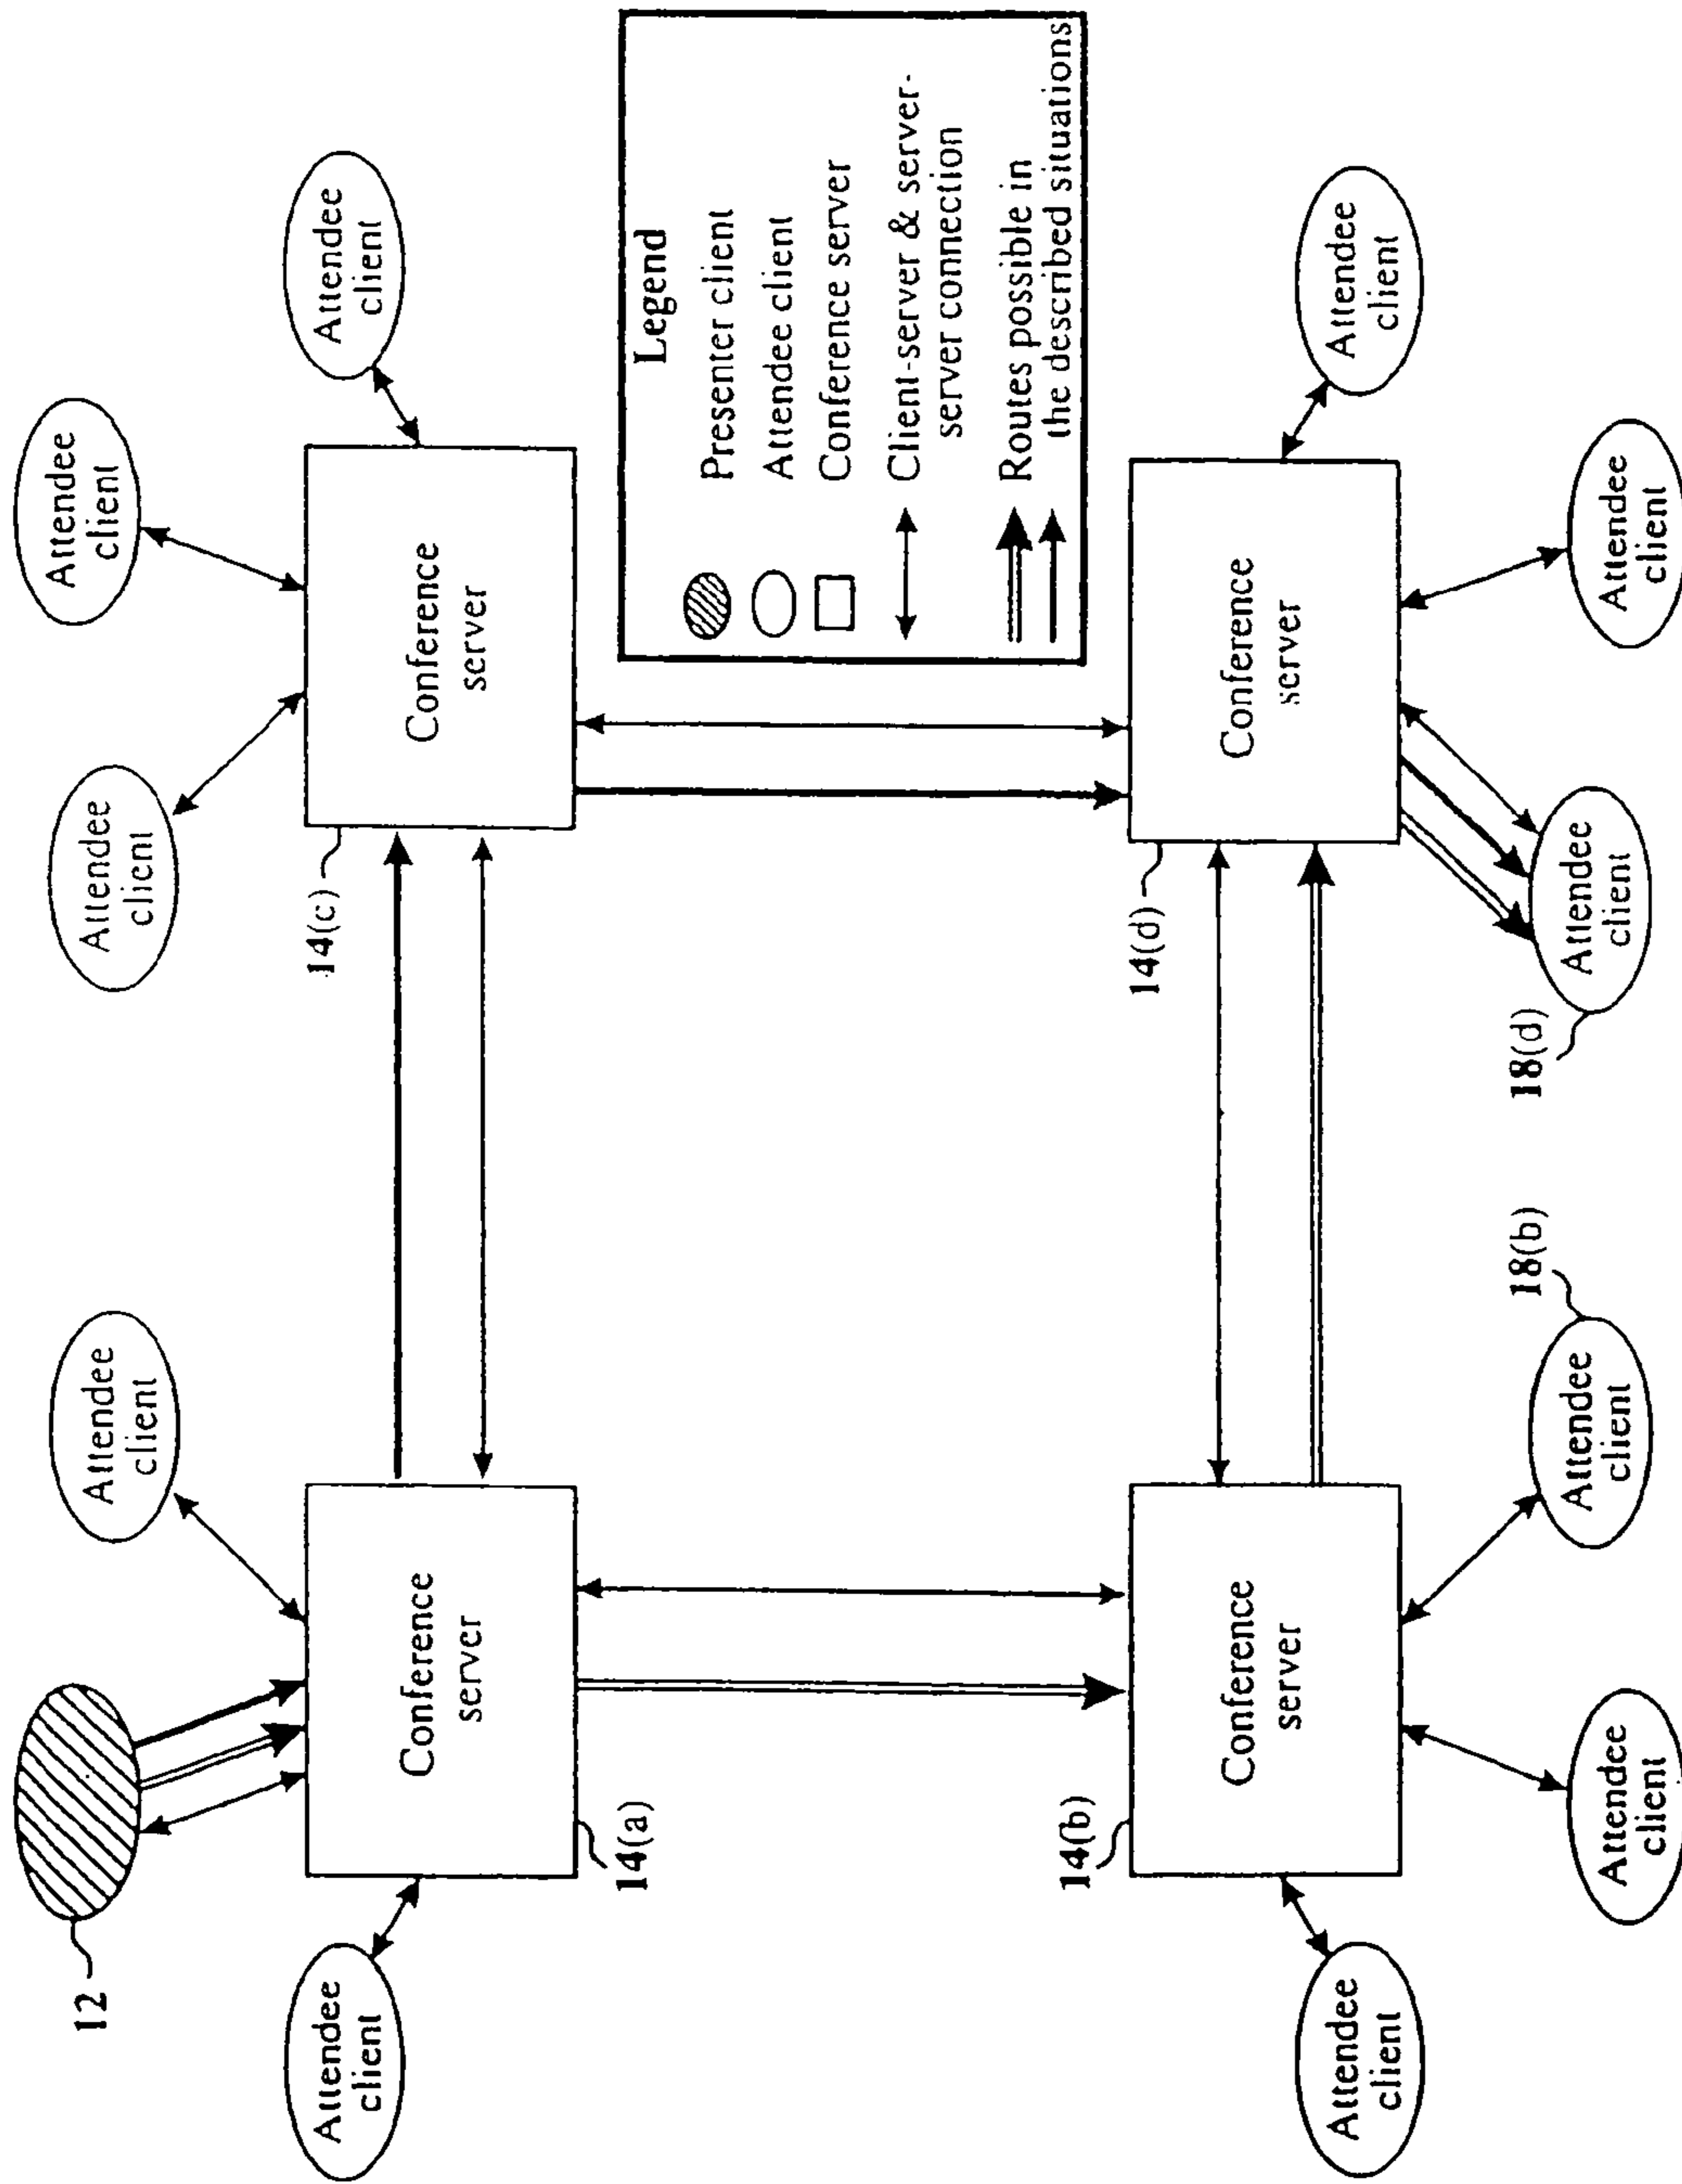 12
Attendee
client
Attendee
client
Attendee
client
Attendee
client
Attendee
client
14(c)
Conference
server
Conference
server
14(a)
Legend
Presenter client
Attendee client
Conference server
Client-server & server-
server connection
Routes possible in
the described situations
14(b)
14(d)
Conference
server
Conference
server
Attendee
client
Attendee
client
18(b)
18(d)
Attendee
client
Attendee
client
Attendee
client
Attendee
client